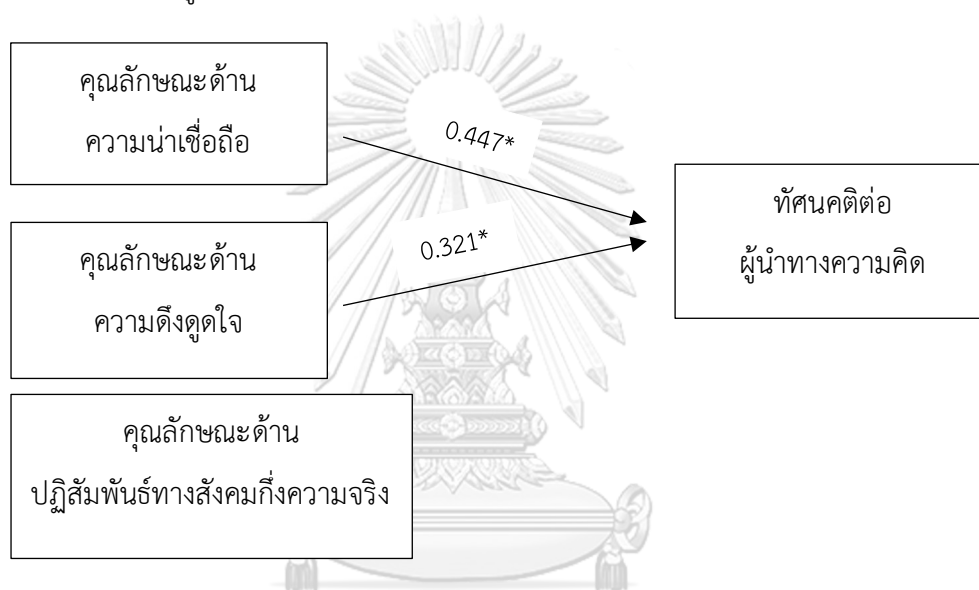 คุณลักษณะด้าน
ความน่าเชื่อถือ
0.447*
ทัศนคติต่อ
ผู้นำทางความคิด
คุณลักษณะด้าน
ความดึงดูดใจ
0.321*
คุณลักษณะด้าน
ปฏิสัมพันธ์ทางสังคมกึ่งความจริง